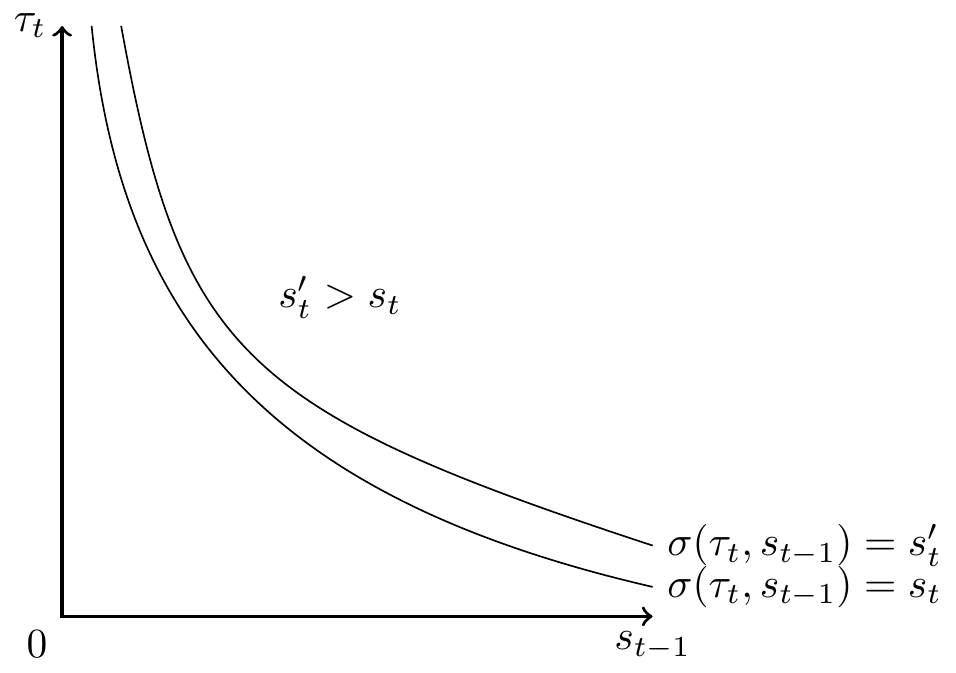 τ_t
s′_t > s_t
σ(τ_t, s_{t−1}) = s′_t
σ(τ_t, s_{t−1}) = s_t
0
s_{t−1}